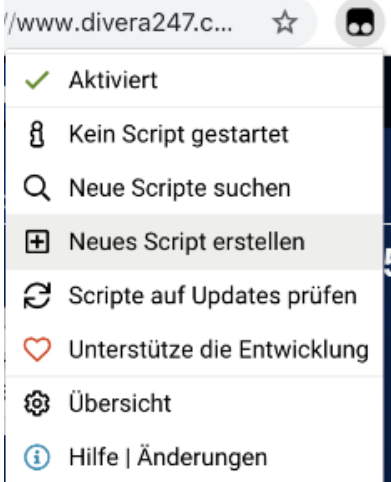 //www.divera247.c...
Aktiviert
Kein Script gestartet
Neue Scripte suchen
Neues Script erstellen
Scripte auf Updates prüfen
Unterstütze die Entwicklung
Übersicht
Hilfe | Änderungen